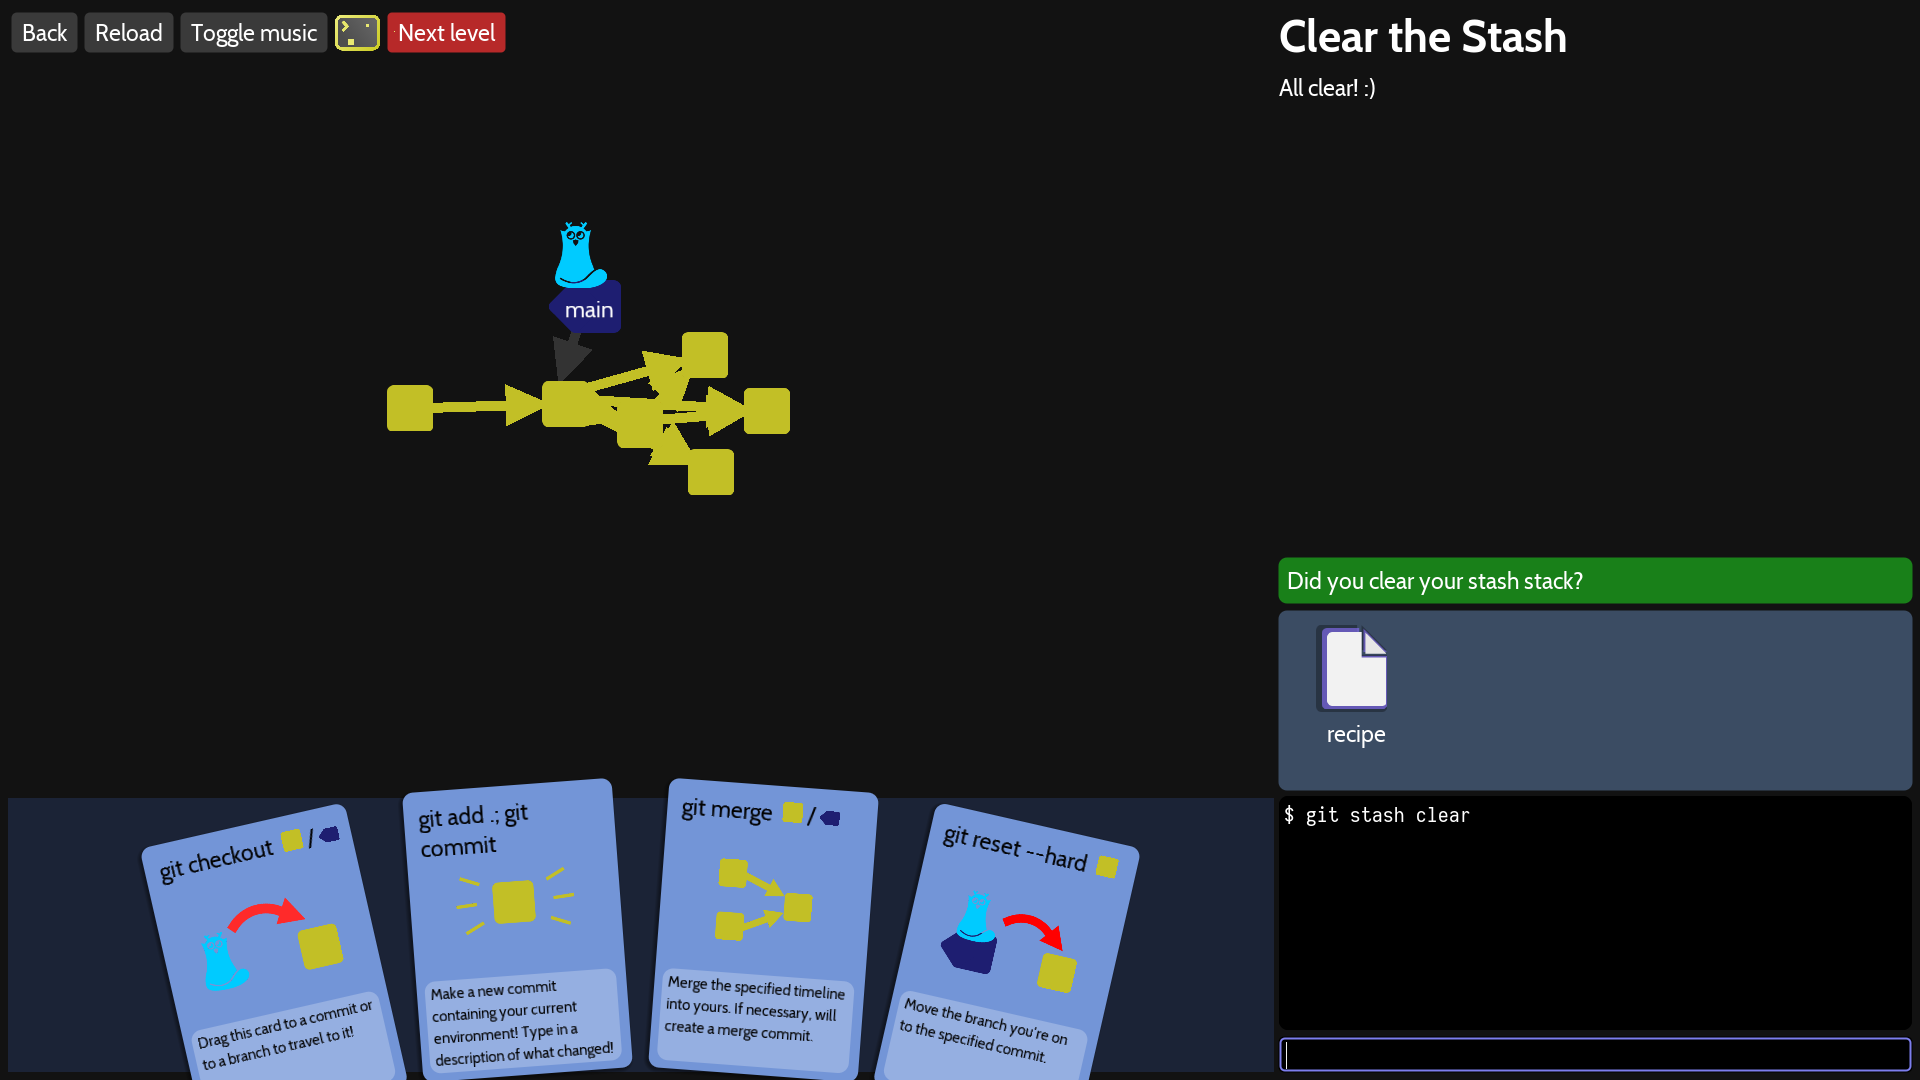 Back
Reload
Toggle music
Next level
Clear the Stash
All clear! :)
main
Did you clear your stash stack?
recipe
$ git stash clear
git checkout /
Drag this card to a commit or
to a branch to travel to it!
git add .; git
commit
Make a new commit
containing your current
environment! Type in a
description of what changed!
git merge /
Merge the specified timeline
into yours. If necessary, will
create a merge commit.
git reset --hard
Move the branch you're on
to the specified commit.